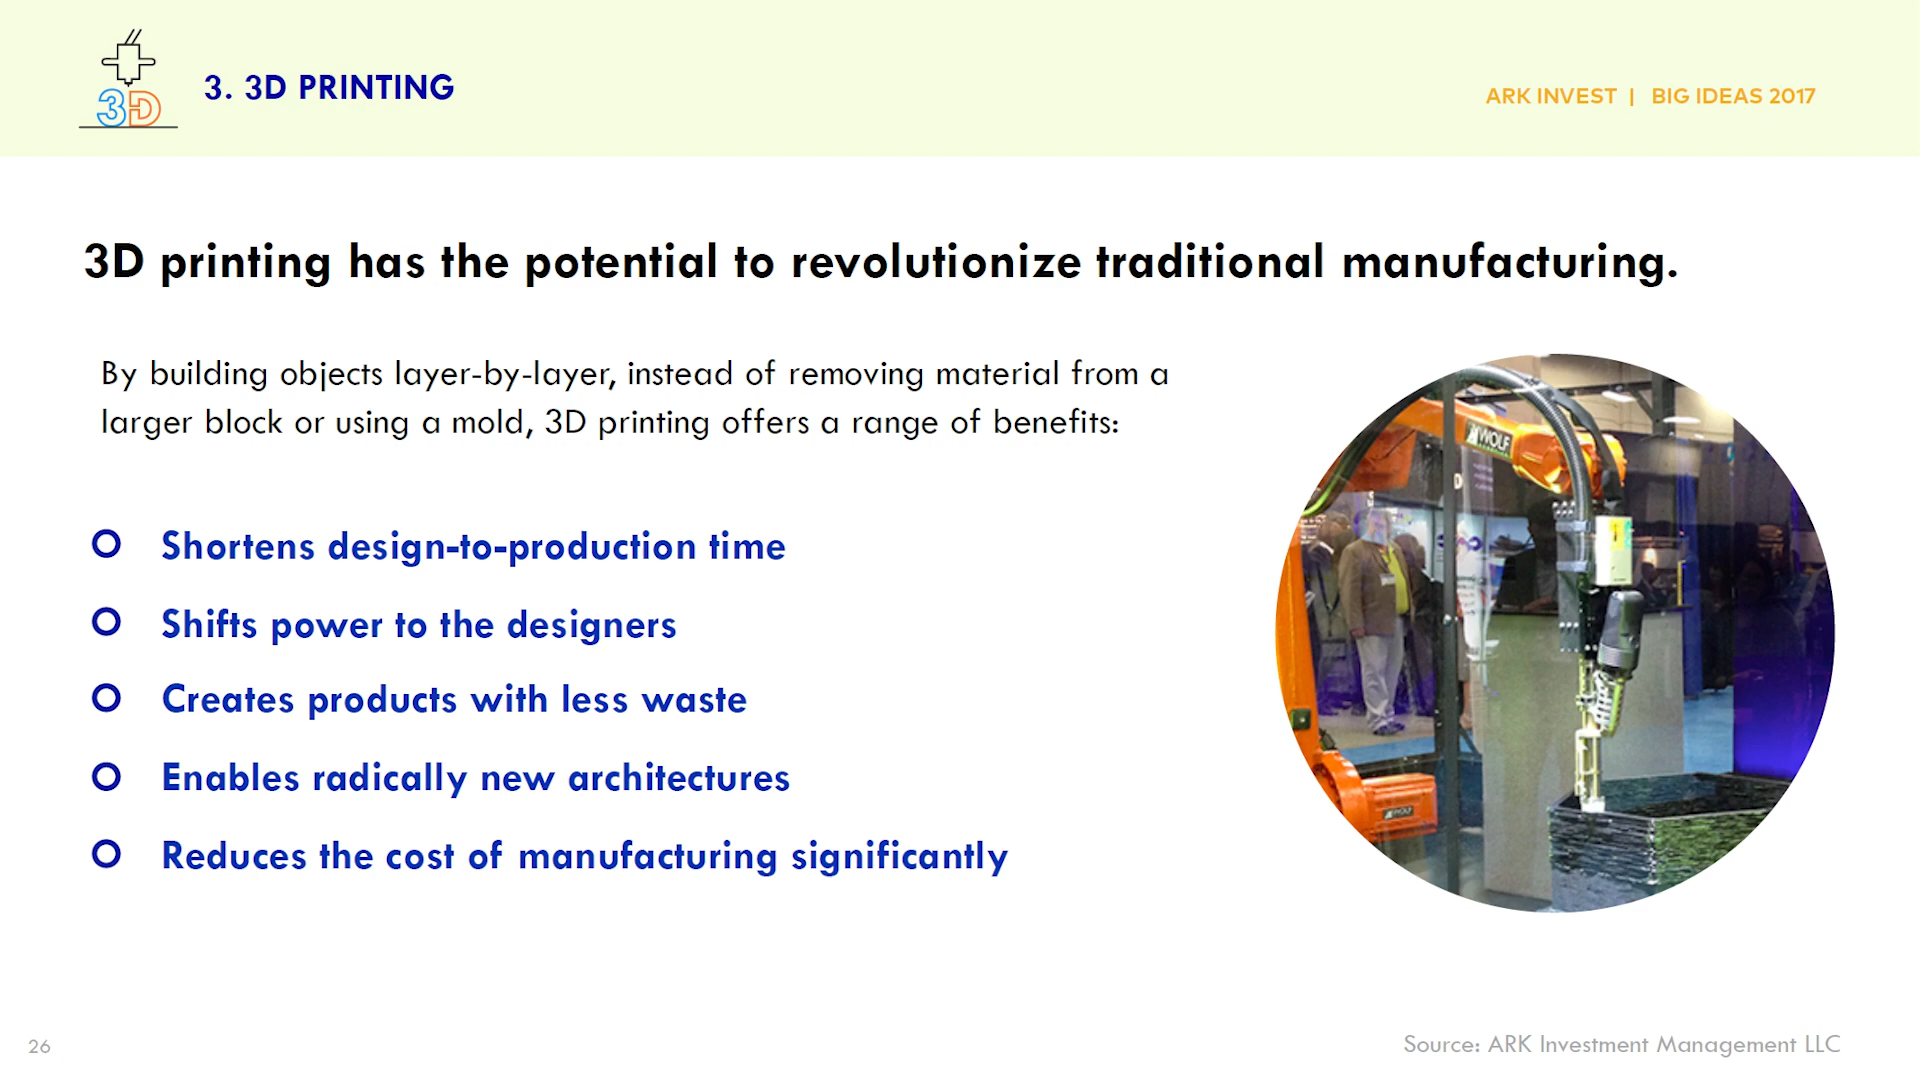 3D
3. 3D PRINTING
ARK INVEST | BIG IDEAS 2017
3D printing has the potential to revolutionize traditional manufacturing.
By building objects layer-by-layer, instead of removing material from a
larger block or using a mold, 3D printing offers a range of benefits:
Shortens design-to-production time
Shifts power to the designers
Creates products with less waste
Enables radically new architectures
Reduces the cost of manufacturing significantly
WOLF
WOLF
26
Source: ARK Investment Management LLC